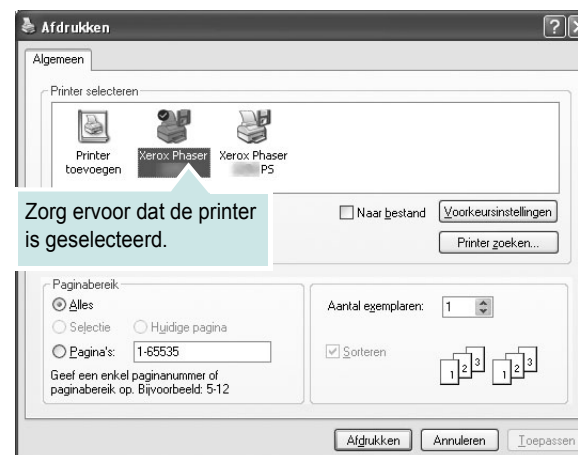 Afdrukken
Algemeen
Printer selecteren
Printer
toevoegen
Xerox Phaser
Xerox Phaser
PS
Zorg ervoor dat de printer
is geselecteerd.
Naar bestand
Voorkeursinstellingen
Printer zoeken...
Paginabereik
Alles
Selectie
Huidige pagina
Pagina's:
1-65535
Geef een enkel paginanummer of
paginabereik op. Bijvoorbeeld: 5-12
Aantal exemplaren:
1
Sorteren
1 2 3
1 2 3
Afdrukken
Annuleren
Toepassen